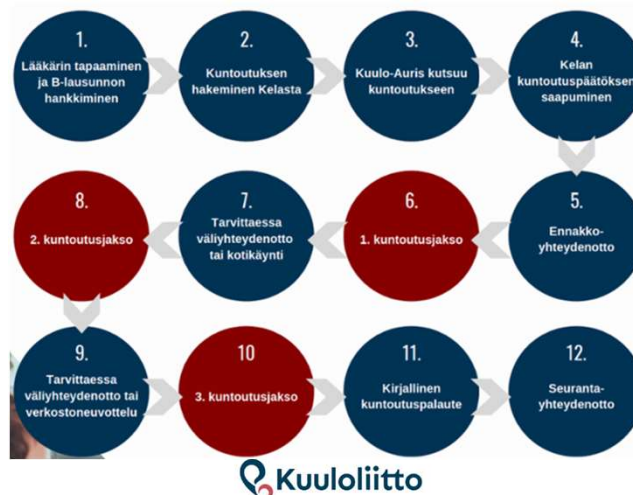 1.
Lääkärin tapaaminen
ja B-lausunnon
hankkiminen
2.
Kuntoutuksen
hakeminen Kelasta
3.
Kuulo-Auris kutsuu
kuntoutukseen
4.
Kelan
kuntoutuspäätöksen
saapuminen
5.
Ennakko-
yhteydenotto
6.
1. kuntoutusjakso
7.
Tarvittaessa
väliyhteydenotto
tai kotikäynti
8.
2. kuntoutusjakso
9.
Tarvittaessa
väliyhteydenotto tai
verkostoneuvottelu
10
3. kuntoutusjakso
11.
Kirjallinen
kuntoutuspalaute
12.
Seuranta-
yhteydenotto
Kuuloliitto